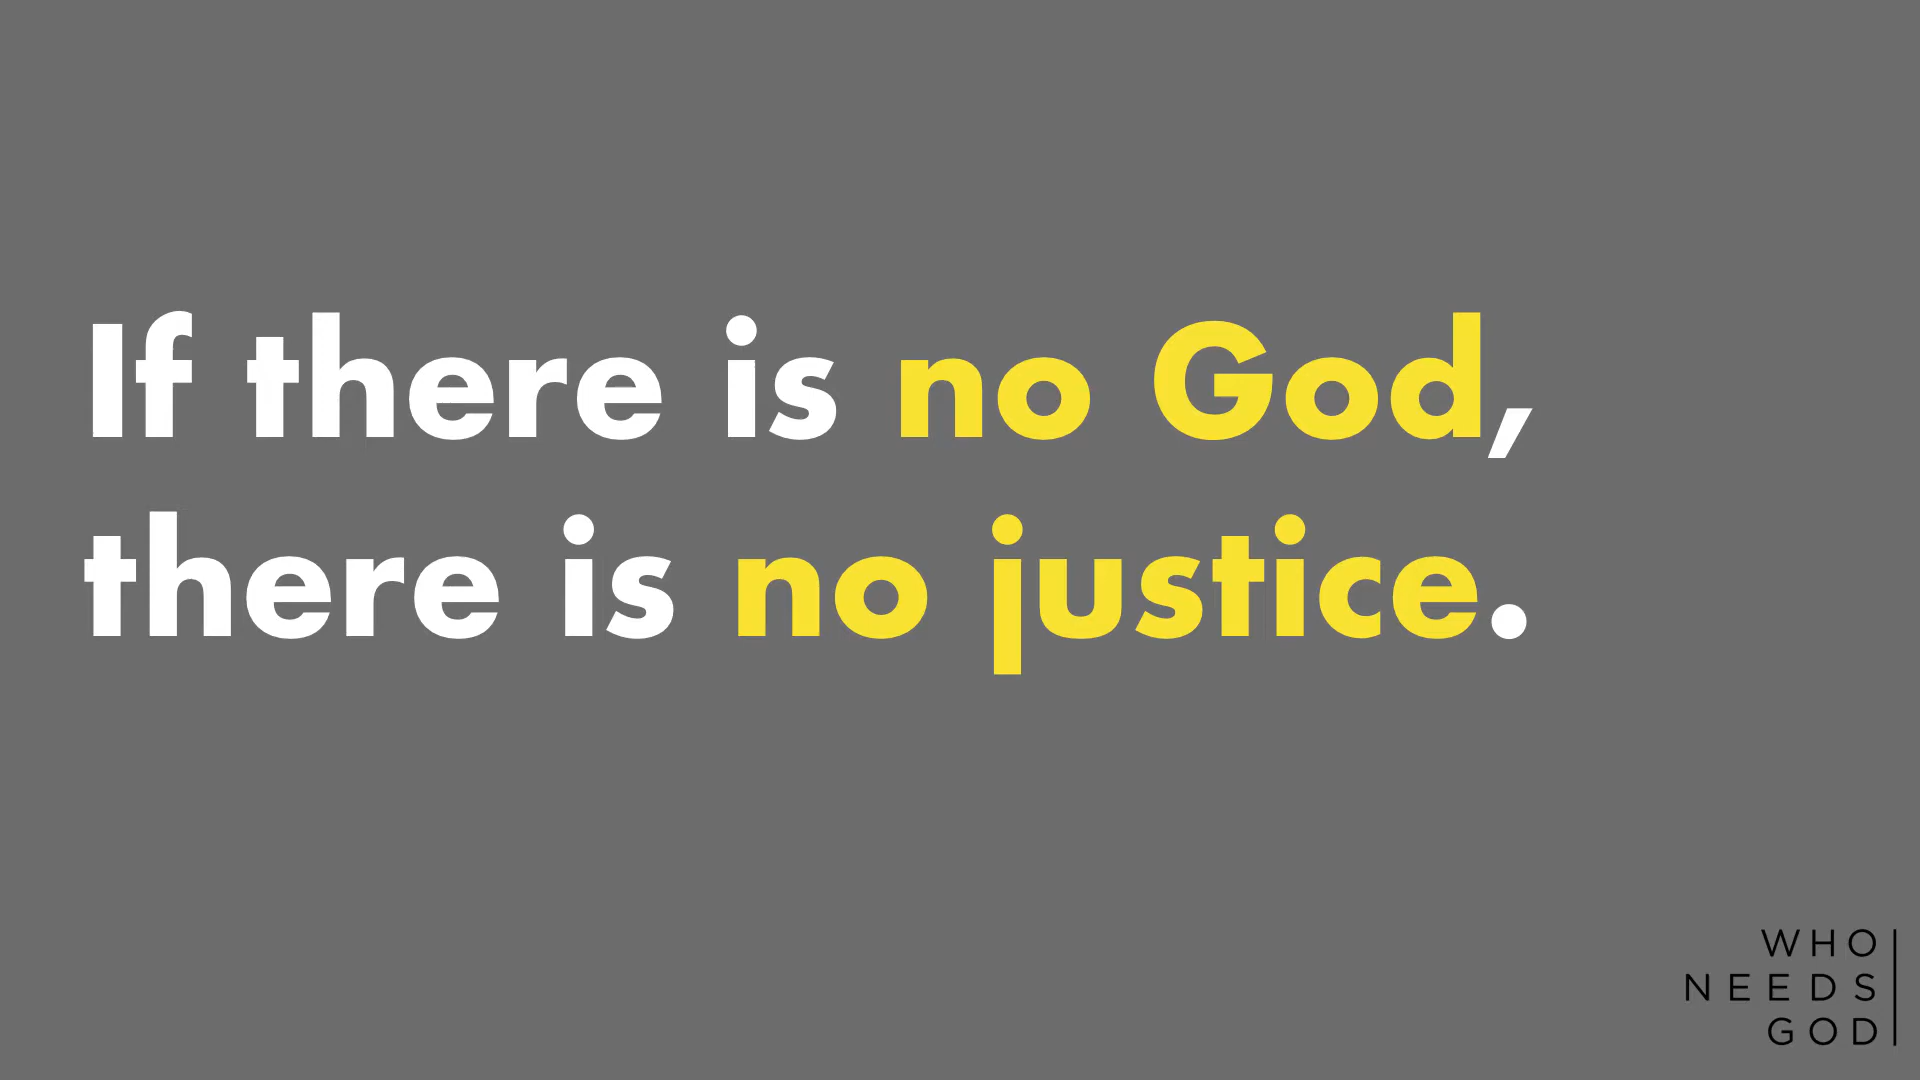 If there is no God,
there is no justice.
WHO
NEEDS
GOD